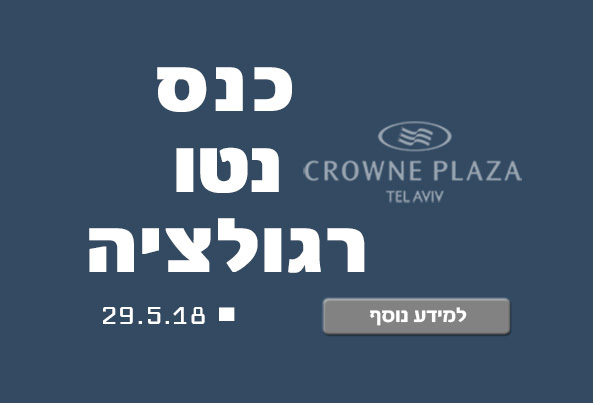 כנס
נטו
רגולציה
29.5.18
CROWNE PLAZA
TEL AVIV
למידע נוסף